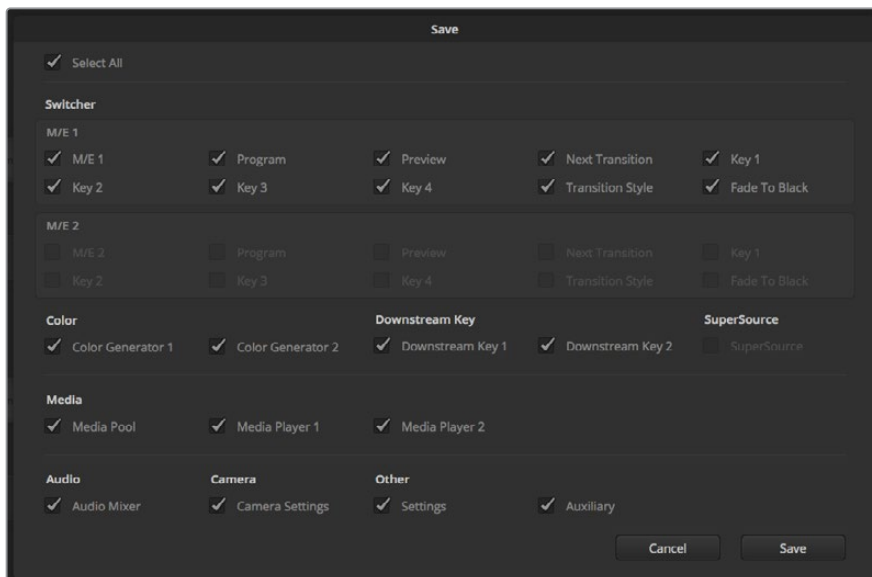 Save
Select All
Switcher
M/E 1
M/E 1 Program Preview Next Transition Key 1
Key 2 Key 3 Key 4 Transition Style Fade To Black
M/E 2
M/E 2 Program Preview Next Transition Key 1
Key 2 Key 3 Key 4 Transition Style Fade To Black
Color Downstream Key SuperSource
Color Generator 1 Color Generator 2 Downstream Key 1 Downstream Key 2 SuperSource
Media
Media Pool Media Player 1 Media Player 2
Audio Camera Other
Audio Mixer Camera Settings Settings Auxiliary
Cancel Save